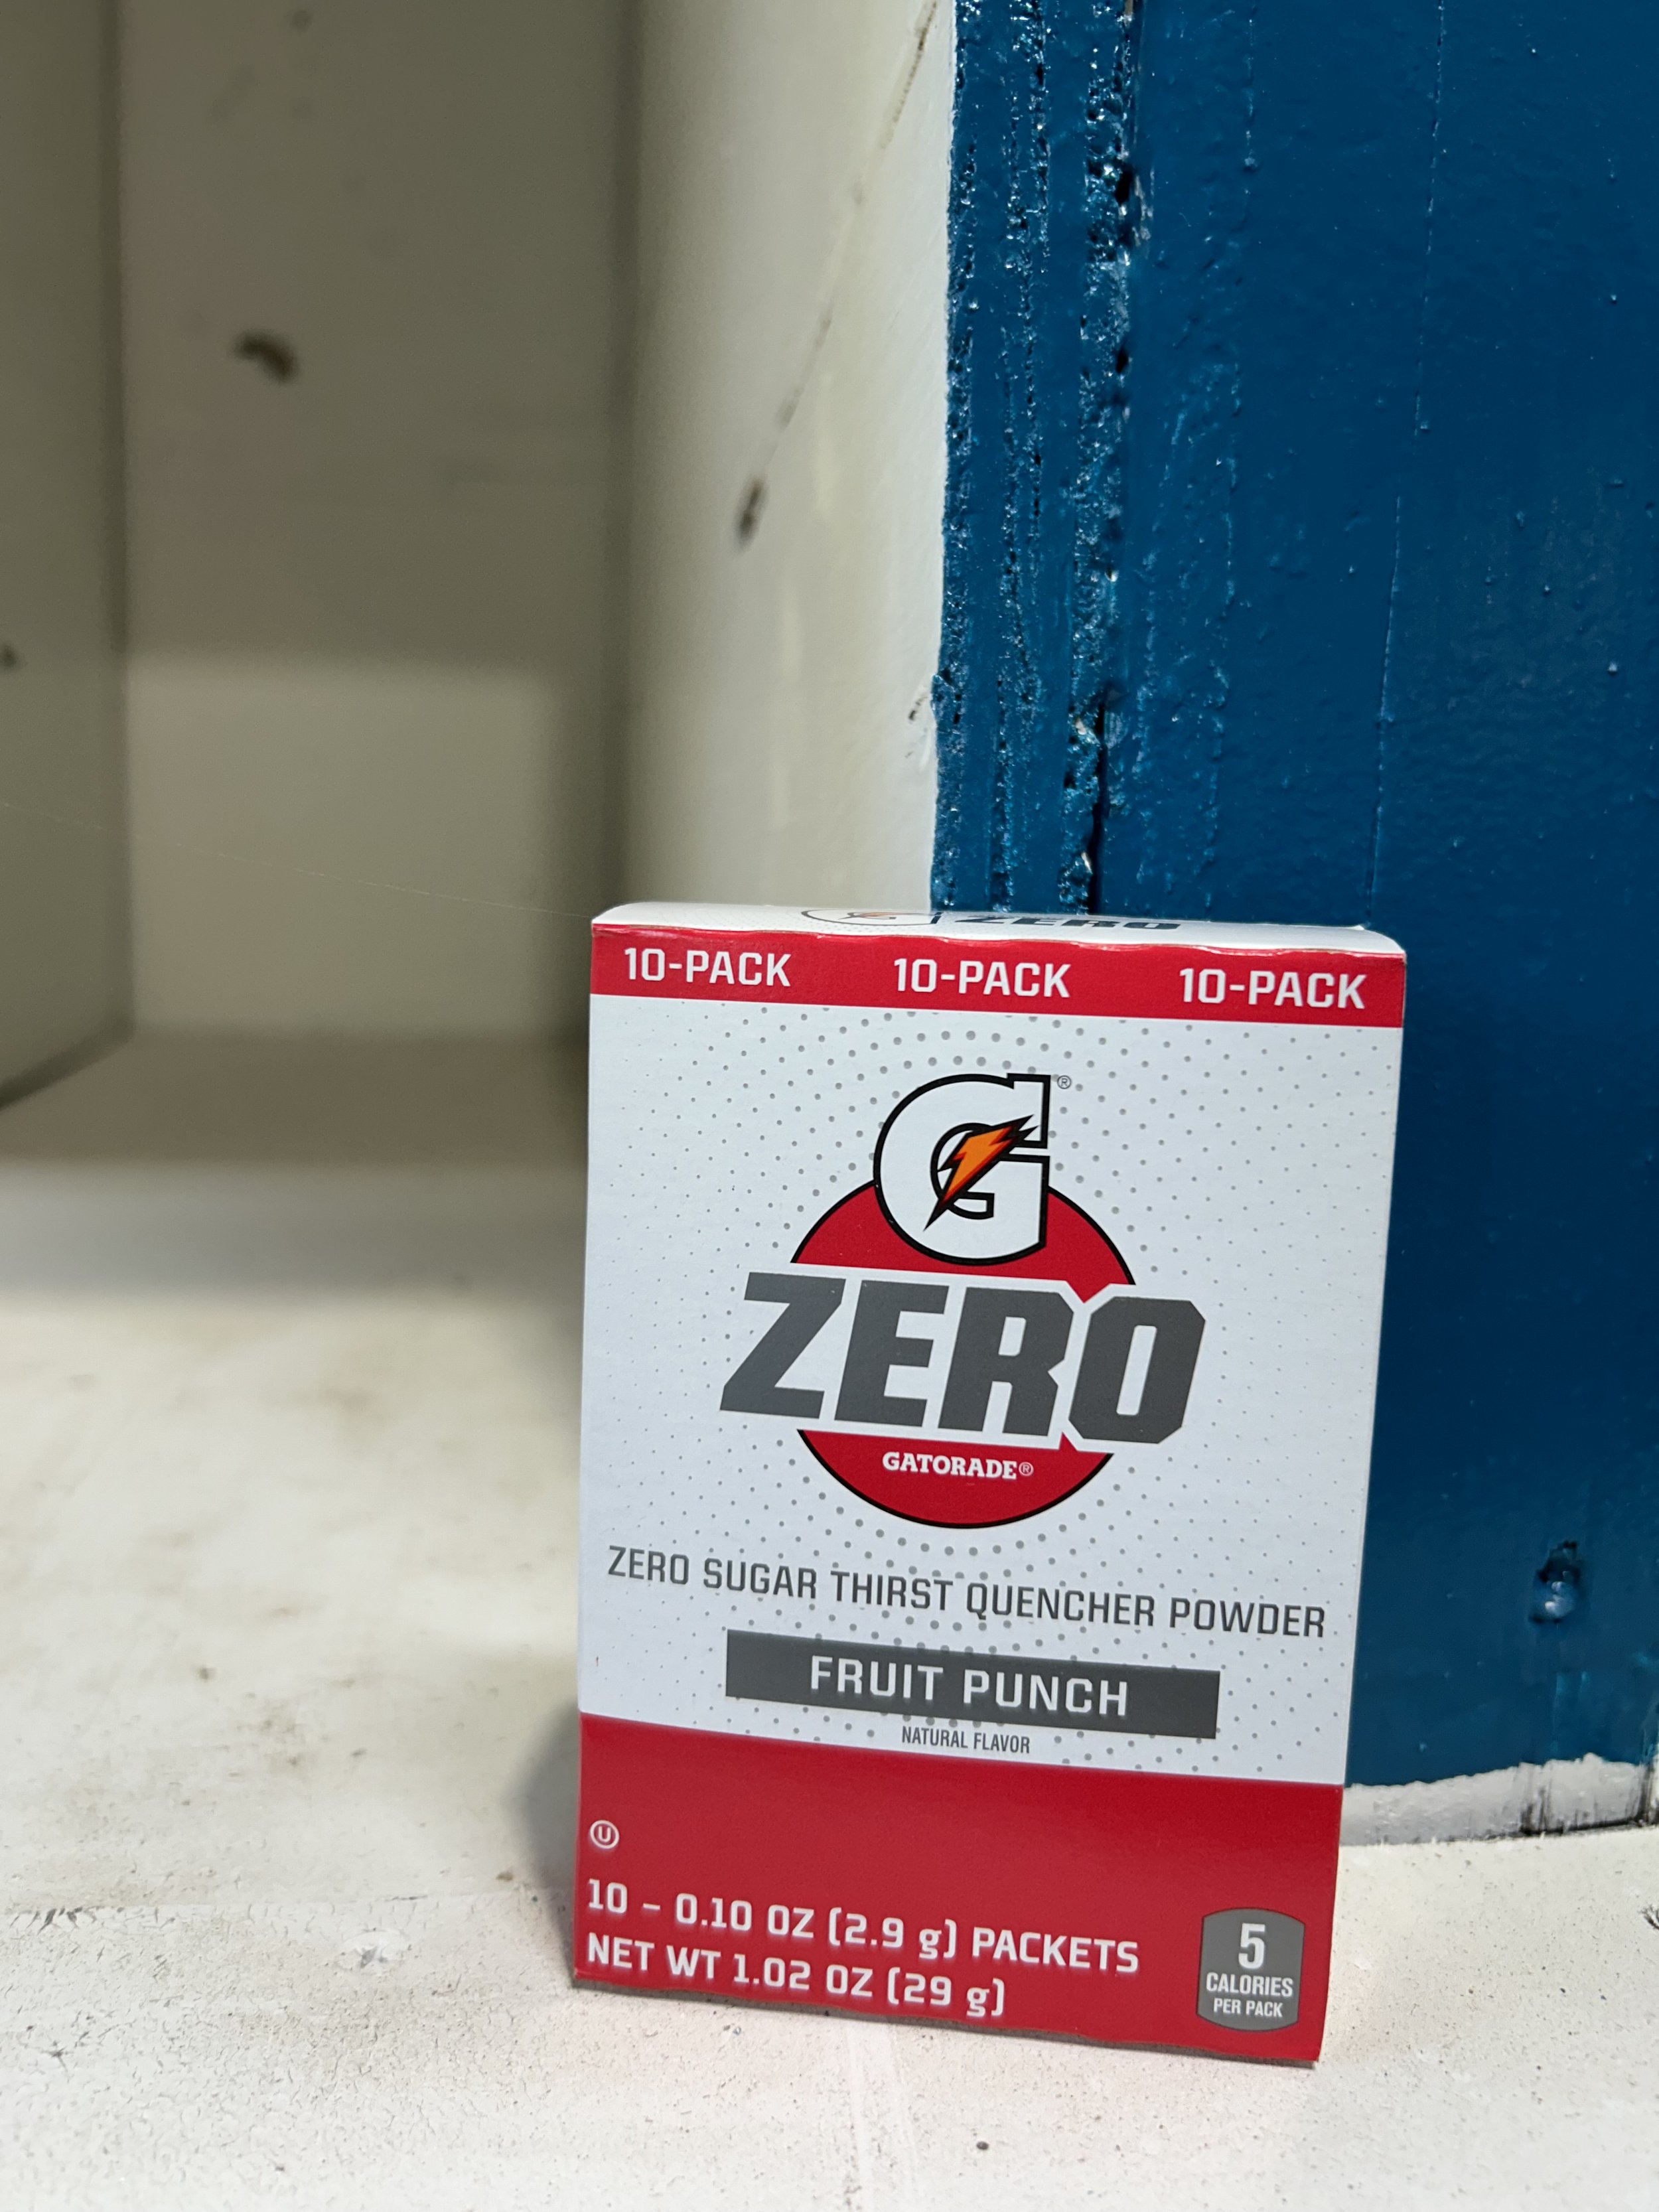 ZERO
10-PACK 10-PACK 10-PACK
G®
ZERO
GATORADE®
ZERO SUGAR THIRST QUENCHER POWDER
FRUIT PUNCH
NATURAL FLAVOR
U
10 – 0.10 OZ (2.9 g) PACKETS
NET WT 1.02 OZ (29 g)
5
CALORIES
PER PACK